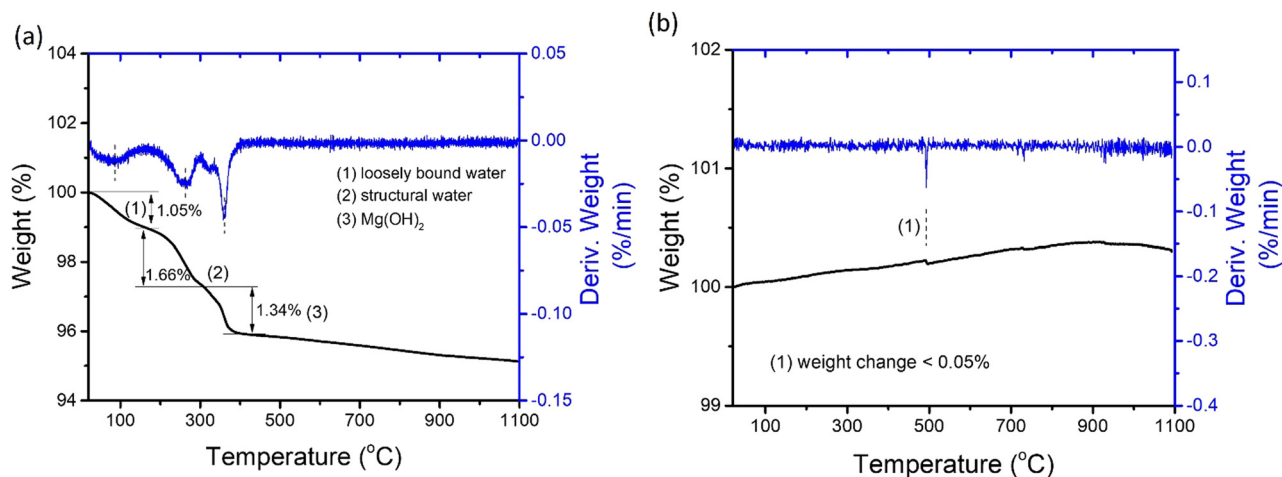 (a)
104
102
100
98
96
94
Weight (%)
0.05
0.00
-0.05
-0.10
-0.15
Deriv. Weight
(%/min)
(1) loosely bound water
(2) structural water
(3) Mg(OH)2
(1)
1.05%
1.66%
(2)
1.34%
(3)
100 300 500 700 900 1100
Temperature (oC)
(b)
102
101
100
99
Weight (%)
0.1
0.0
-0.1
-0.2
-0.3
-0.4
Deriv. Weight
(%/min)
(1)
(1) weight change < 0.05%
100 300 500 700 900 1100
Temperature (oC)